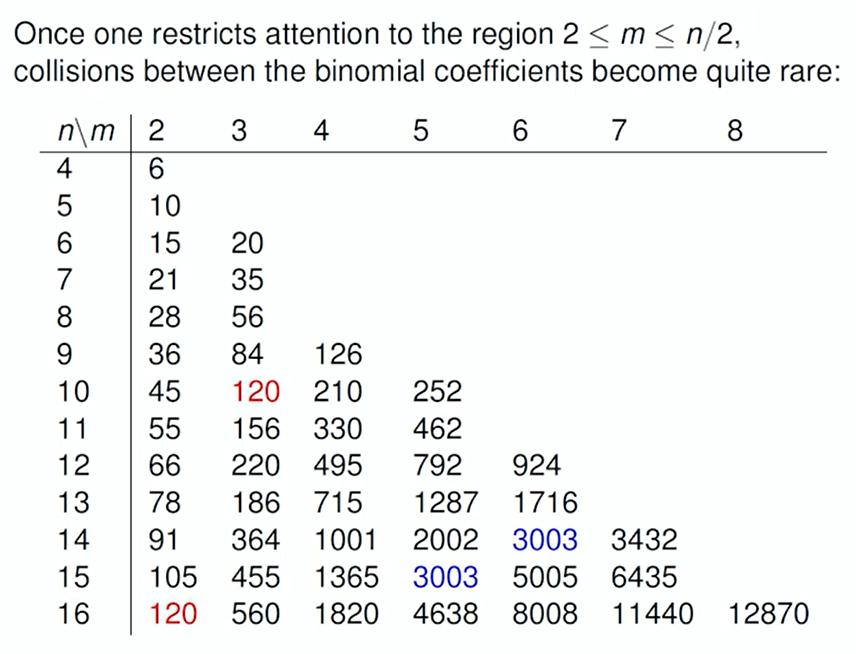 Once one restricts attention to the region 2 ≤ m ≤ n/2,
collisions between the binomial coefficients become quite rare:
n\m 2 3 4 5 6 7 8
4 6
5 10
6 15 20
7 21 35
8 28 56
9 36 84 126
10 45 120 210 252
11 55 156 330 462
12 66 220 495 792 924
13 78 186 715 1287 1716
14 91 364 1001 2002 3003 3432
15 105 455 1365 3003 5005 6435
16 120 560 1820 4638 8008 11440 12870